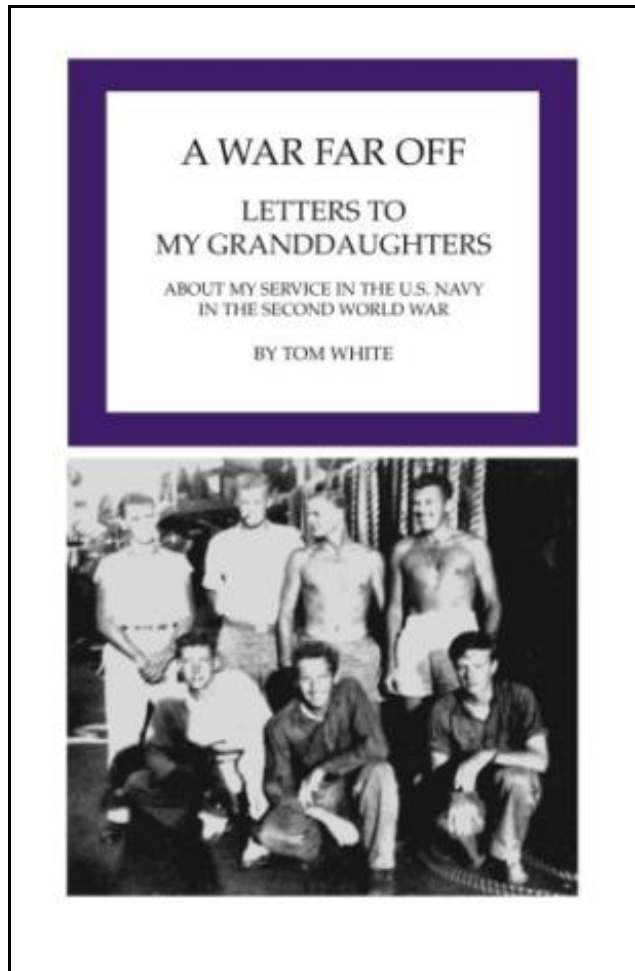 A WAR FAR OFF
LETTERS TO
MY GRANDDAUGHTERS
ABOUT MY SERVICE IN THE U.S. NAVY
IN THE SECOND WORLD WAR
BY TOM WHITE